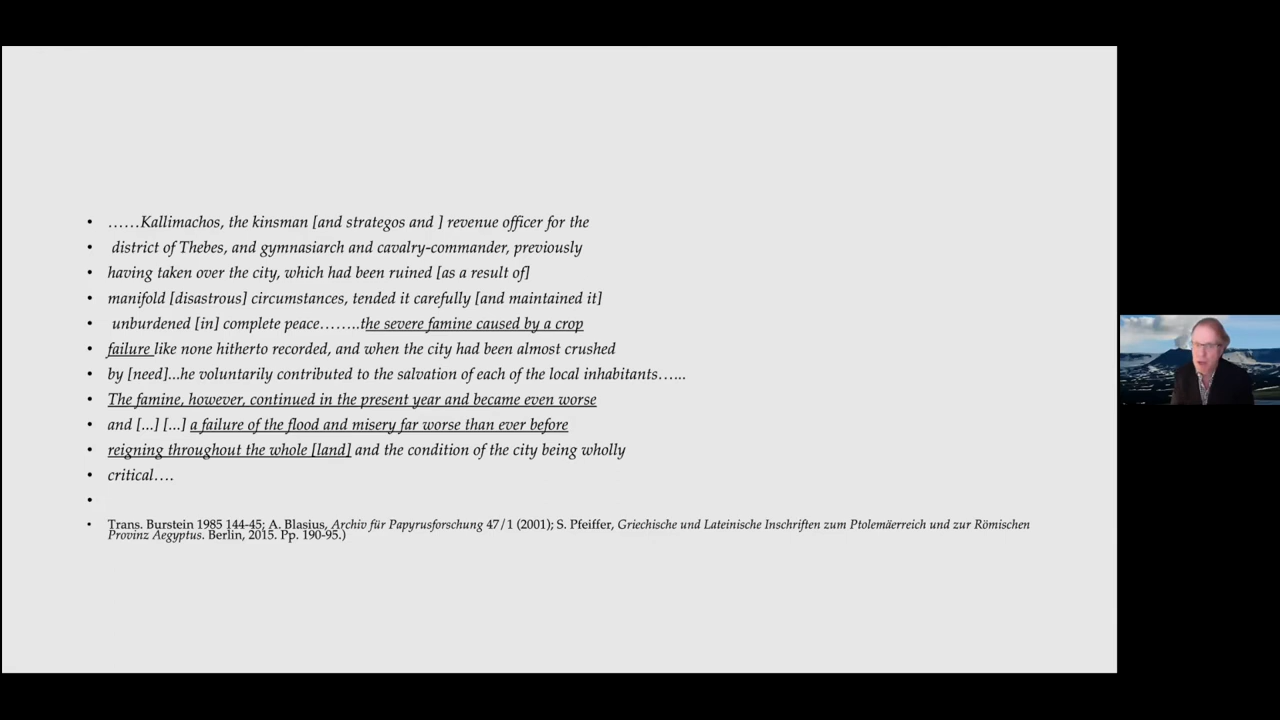 • ……Kallimachos, the kinsman [and strategos and ] revenue officer for the
• district of Thebes, and gymnasiarch and cavalry-commander, previously
• having taken over the city, which had been ruined [as a result of]
• manifold [disastrous] circumstances, tended it carefully [and maintained it]
• unburdened [in] complete peace……..the severe famine caused by a crop
• failure like none hitherto recorded, and when the city had been almost crushed
• by [need]...he voluntarily contributed to the salvation of each of the local inhabitants…...
• The famine, however, continued in the present year and became even worse
• and [...] [...] a failure of the flood and misery far worse than ever before
• reigning throughout the whole [land] and the condition of the city being wholly
• critical….
•
• Trans. Burstein 1985 144-45; A. Blasius, Archiv für Papyrusforschung 47/1 (2001); S. Pfeiffer, Griechische und Lateinische Inschriften zum Ptolemäerreich und zur Römischen
Provinz Aegyptus. Berlin, 2015. Pp. 190-95.)